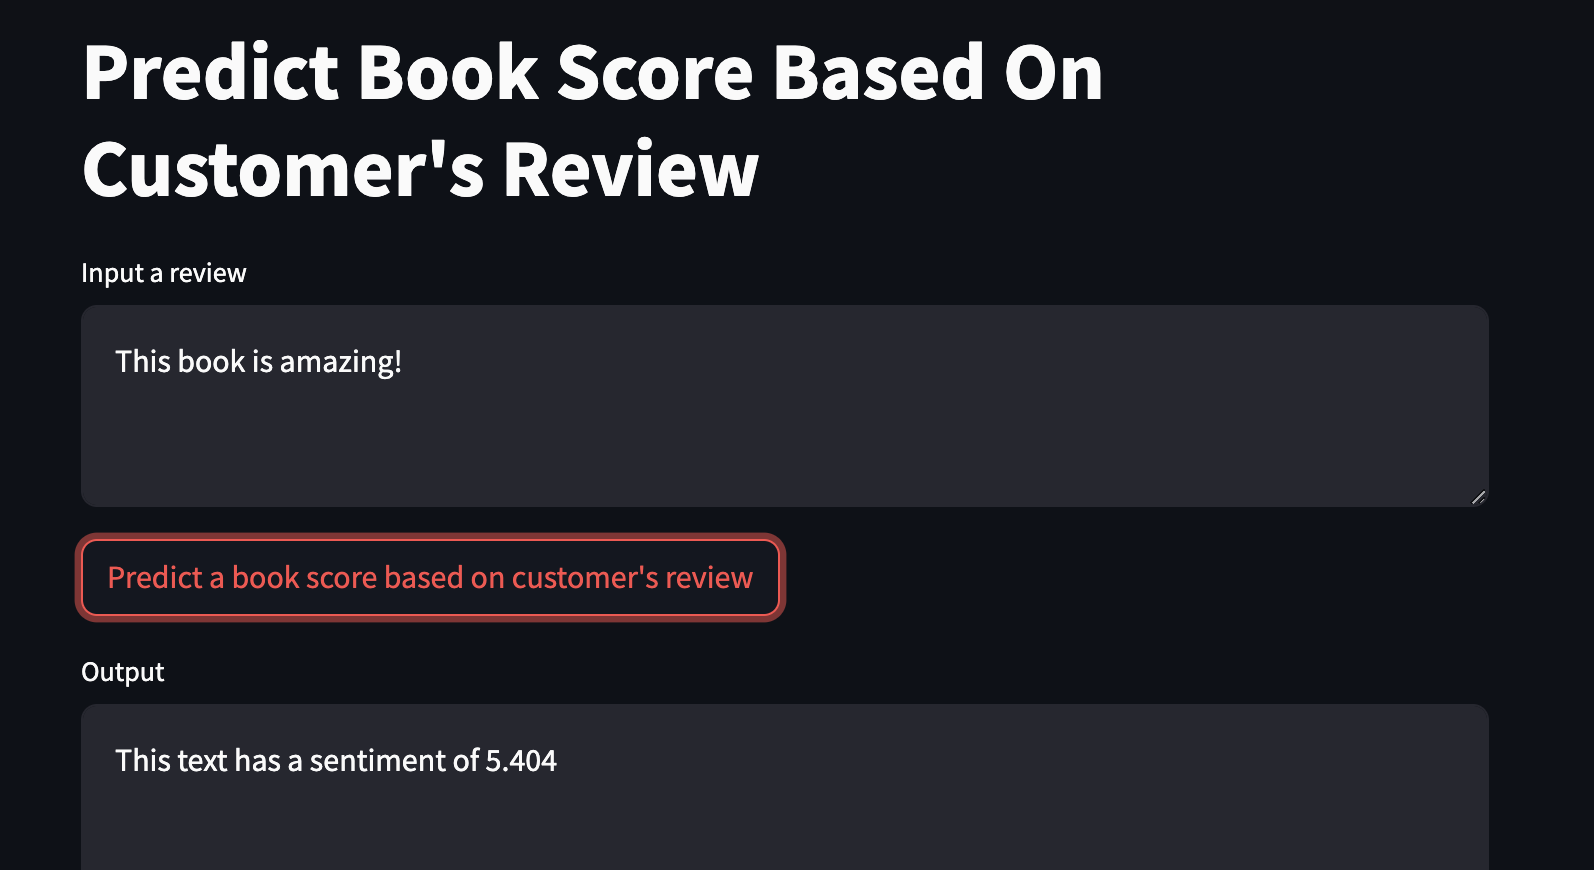 Predict Book Score Based On
Customer's Review
Input a review
This book is amazing!
Predict a book score based on customer's review
Output
This text has a sentiment of 5.404